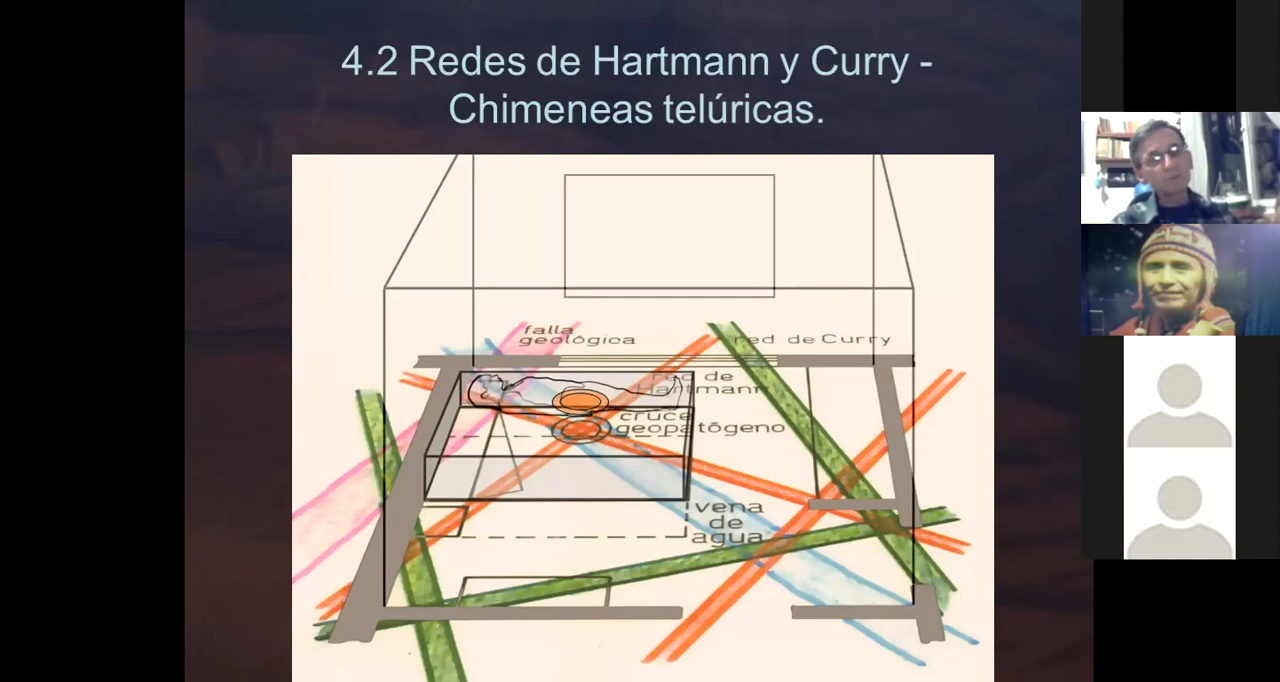 4.2 Redes de Hartmann y Curry -
Chimeneas telúricas.
falla
geológica
red de Curry
red de
Hartmann
cruce
geopatógeno
vena
de
agua